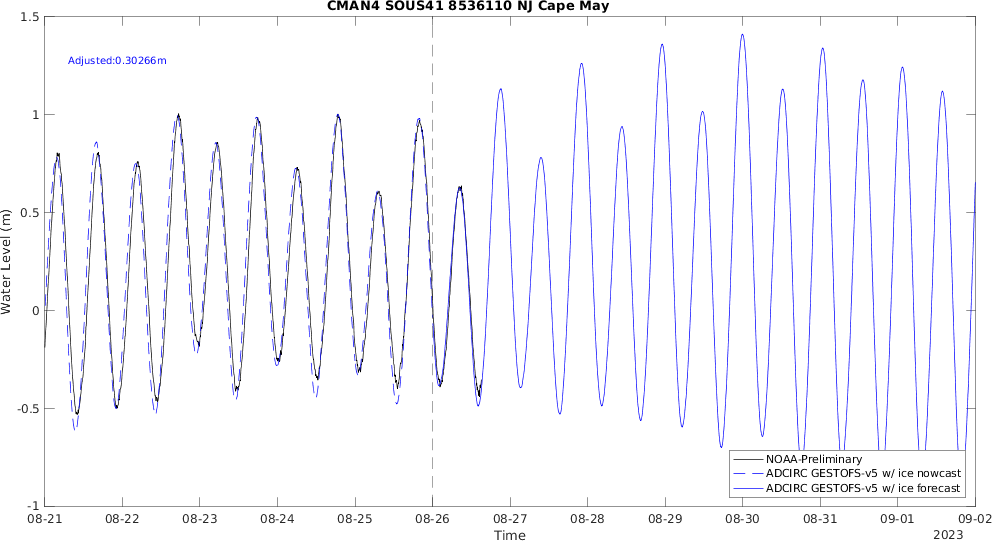 CMAN4 SOUS41 8536110 NJ Cape May
1.5
Adjusted:0.30266m
1
0.5
Water Level (m)
0
-0.5
NOAA-Preliminary
ADCIRC GESTOFS-v5 w/ ice nowcast
ADCIRC GESTOFS-v5 w/ ice forecast
-1
08-21 08-22 08-23 08-24 08-25 08-26 08-27 08-28 08-29 08-30 08-31 09-01 09-02
Time 2023